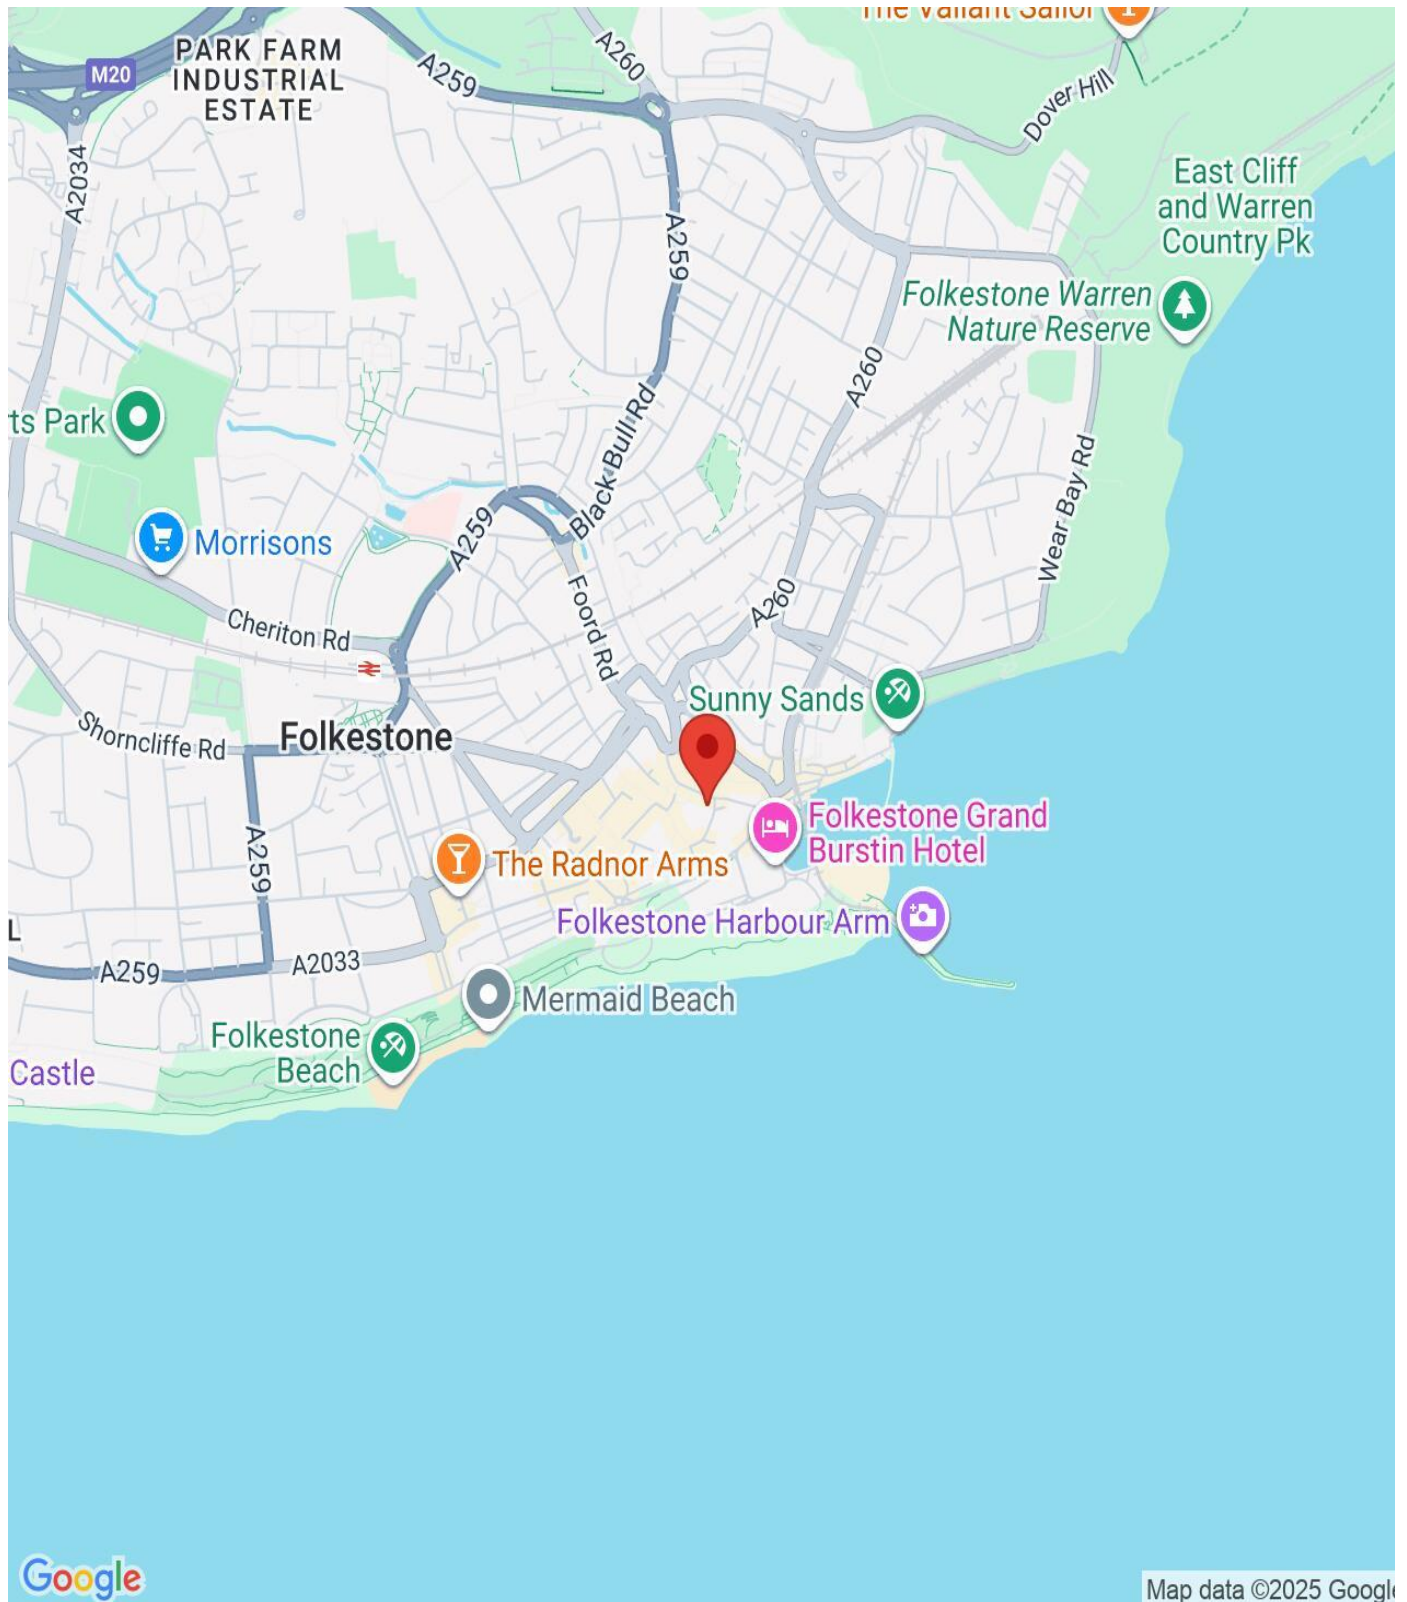 The Valiant Sailor
PARK FARM
INDUSTRIAL
ESTATE
M20
A259
A260
Dover Hill
A2034
East Cliff
and Warren
Country Pk
A259
Folkestone Warren
Nature Reserve
A260
ts Park
Black Bull Rd
Wear Bay Rd
Morrisons
A259
Foord Rd
A260
Cheriton Rd
Sunny Sands
Shorncliffe Rd
Folkestone
Folkestone Grand
Burstin Hotel
A259
The Radnor Arms
Folkestone Harbour Arm
L
A259
A2033
Mermaid Beach
Folkestone
Beach
Castle
Google
Map data ©2025 Google